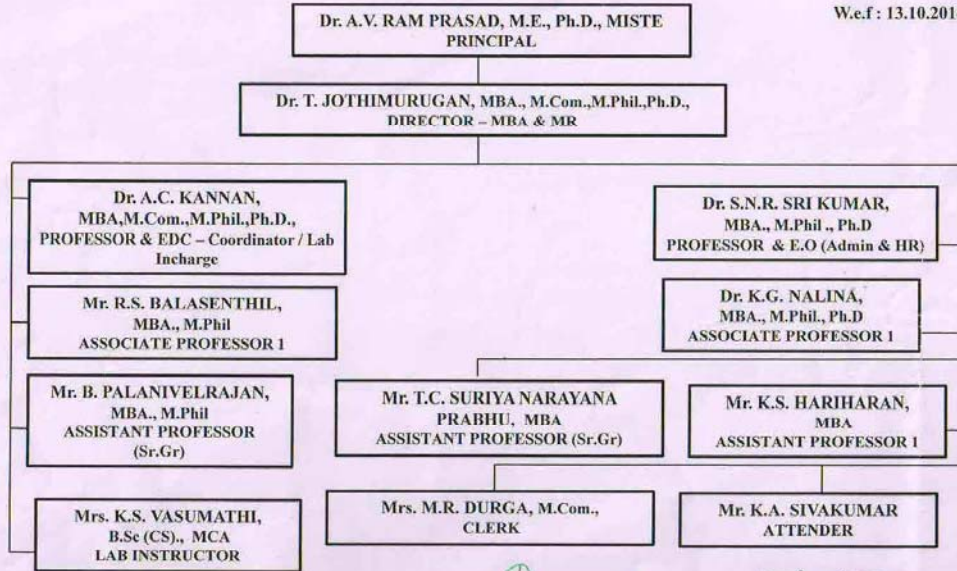 W.e.f : 13.10.201
Dr. A.V. RAM PRASAD, M.E., Ph.D., MISTE
PRINCIPAL
Dr. T. JOTHIMURUGAN, MBA., M.Com.,M.Phil.,Ph.D.,
DIRECTOR – MBA & MR
Dr. A.C. KANNAN,
MBA,M.Com.,M.Phil.,Ph.D.,
PROFESSOR & EDC – Coordinator / Lab
Incharge
Dr. S.N.R. SRI KUMAR,
MBA., M.Phil ., Ph.D
PROFESSOR & E.O (Admin & HR)
Mr. R.S. BALASENTHIL,
MBA., M.Phil
ASSOCIATE PROFESSOR 1
Dr. K.G. NALINA,
MBA., M.Phil., Ph.D
ASSOCIATE PROFESSOR 1
Mr. B. PALANIVELRAJAN,
MBA., M.Phil
ASSISTANT PROFESSOR
(Sr.Gr)
Mr. T.C. SURIYA NARAYANA
PRABHU, MBA
ASSISTANT PROFESSOR (Sr.Gr)
Mr. K.S. HARIHARAN,
MBA
ASSISTANT PROFESSOR 1
Mrs. K.S. VASUMATHI,
B.Sc (CS)., MCA
LAB INSTRUCTOR
Mrs. M.R. DURGA, M.Com.,
CLERK
Mr. K.A. SIVAKUMAR
ATTENDER